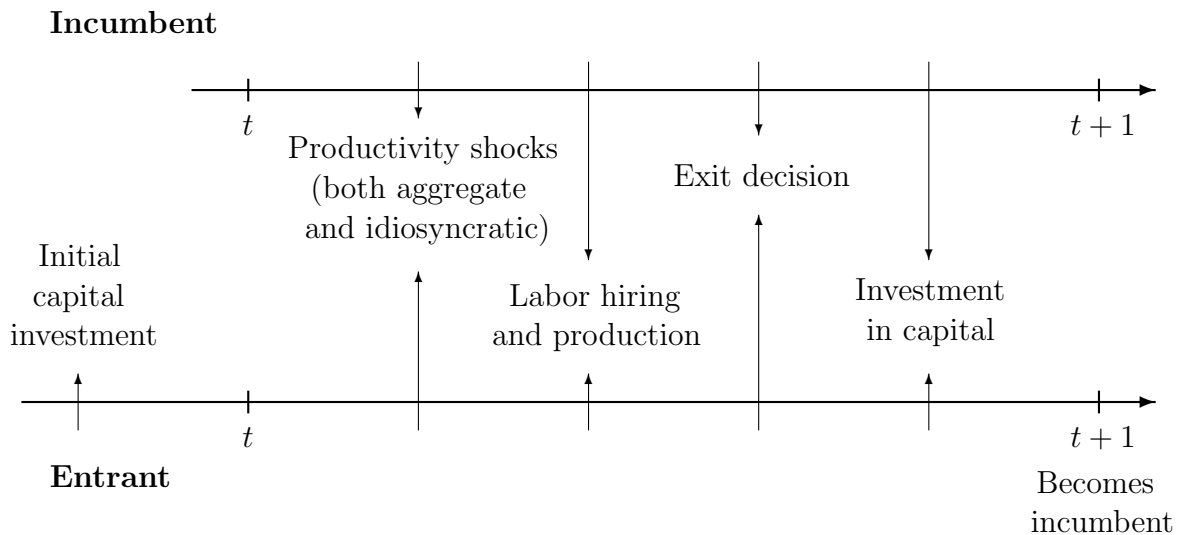 Incumbent
t
t + 1
Productivity shocks
(both aggregate
and idiosyncratic)
Exit decision
Initial
capital
investment
Labor hiring
and production
Investment
in capital
t
t + 1
Entrant
Becomes
incumbent